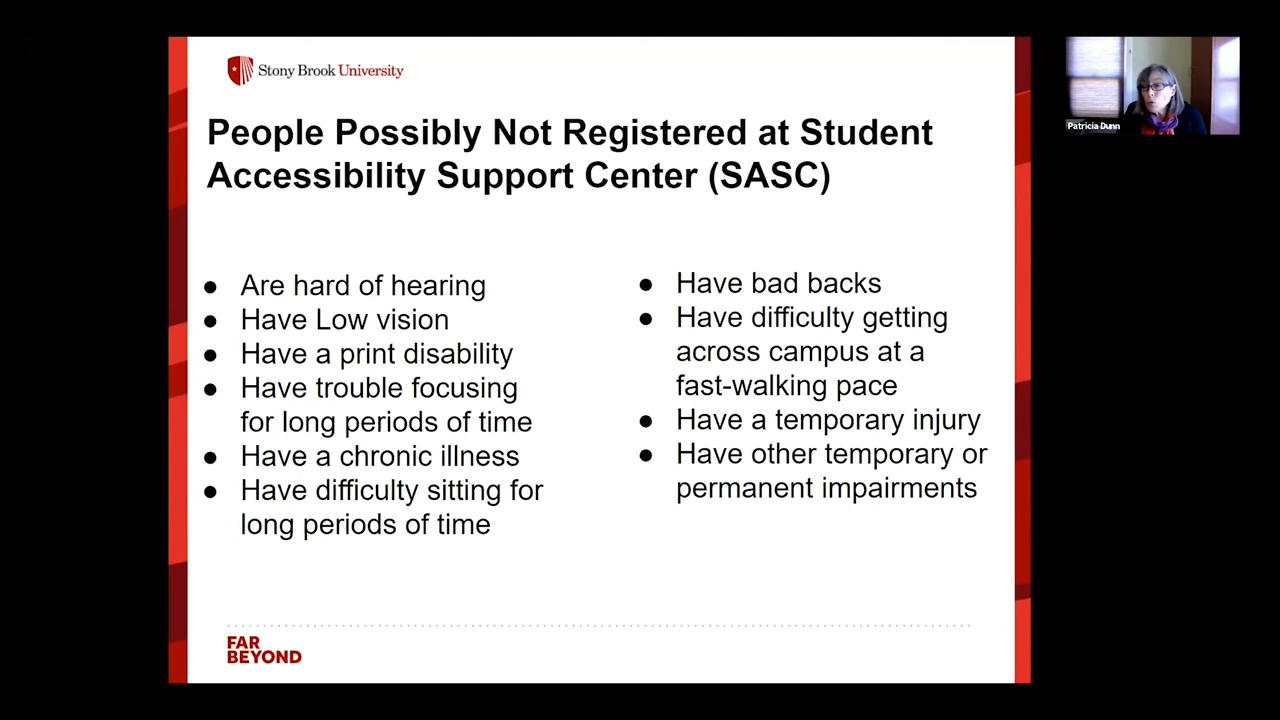 Stony Brook University
People Possibly Not Registered at Student
Accessibility Support Center (SASC)
● Are hard of hearing
● Have Low vision
● Have a print disability
● Have trouble focusing
for long periods of time
● Have a chronic illness
● Have difficulty sitting for
long periods of time
● Have bad backs
● Have difficulty getting
across campus at a
fast-walking pace
● Have a temporary injury
● Have other temporary or
permanent impairments
FAR
BEYOND
Patricia Dunn